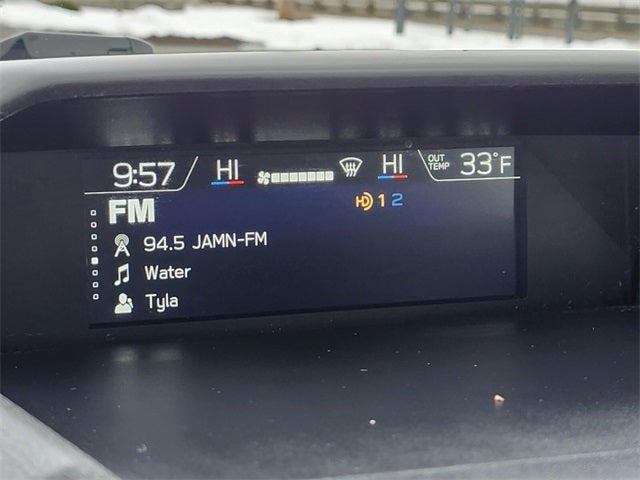 9:57 HI HI OUT TEMP 33°F
FM HD 1 2
94.5 JAMN-FM
Water
Tyla